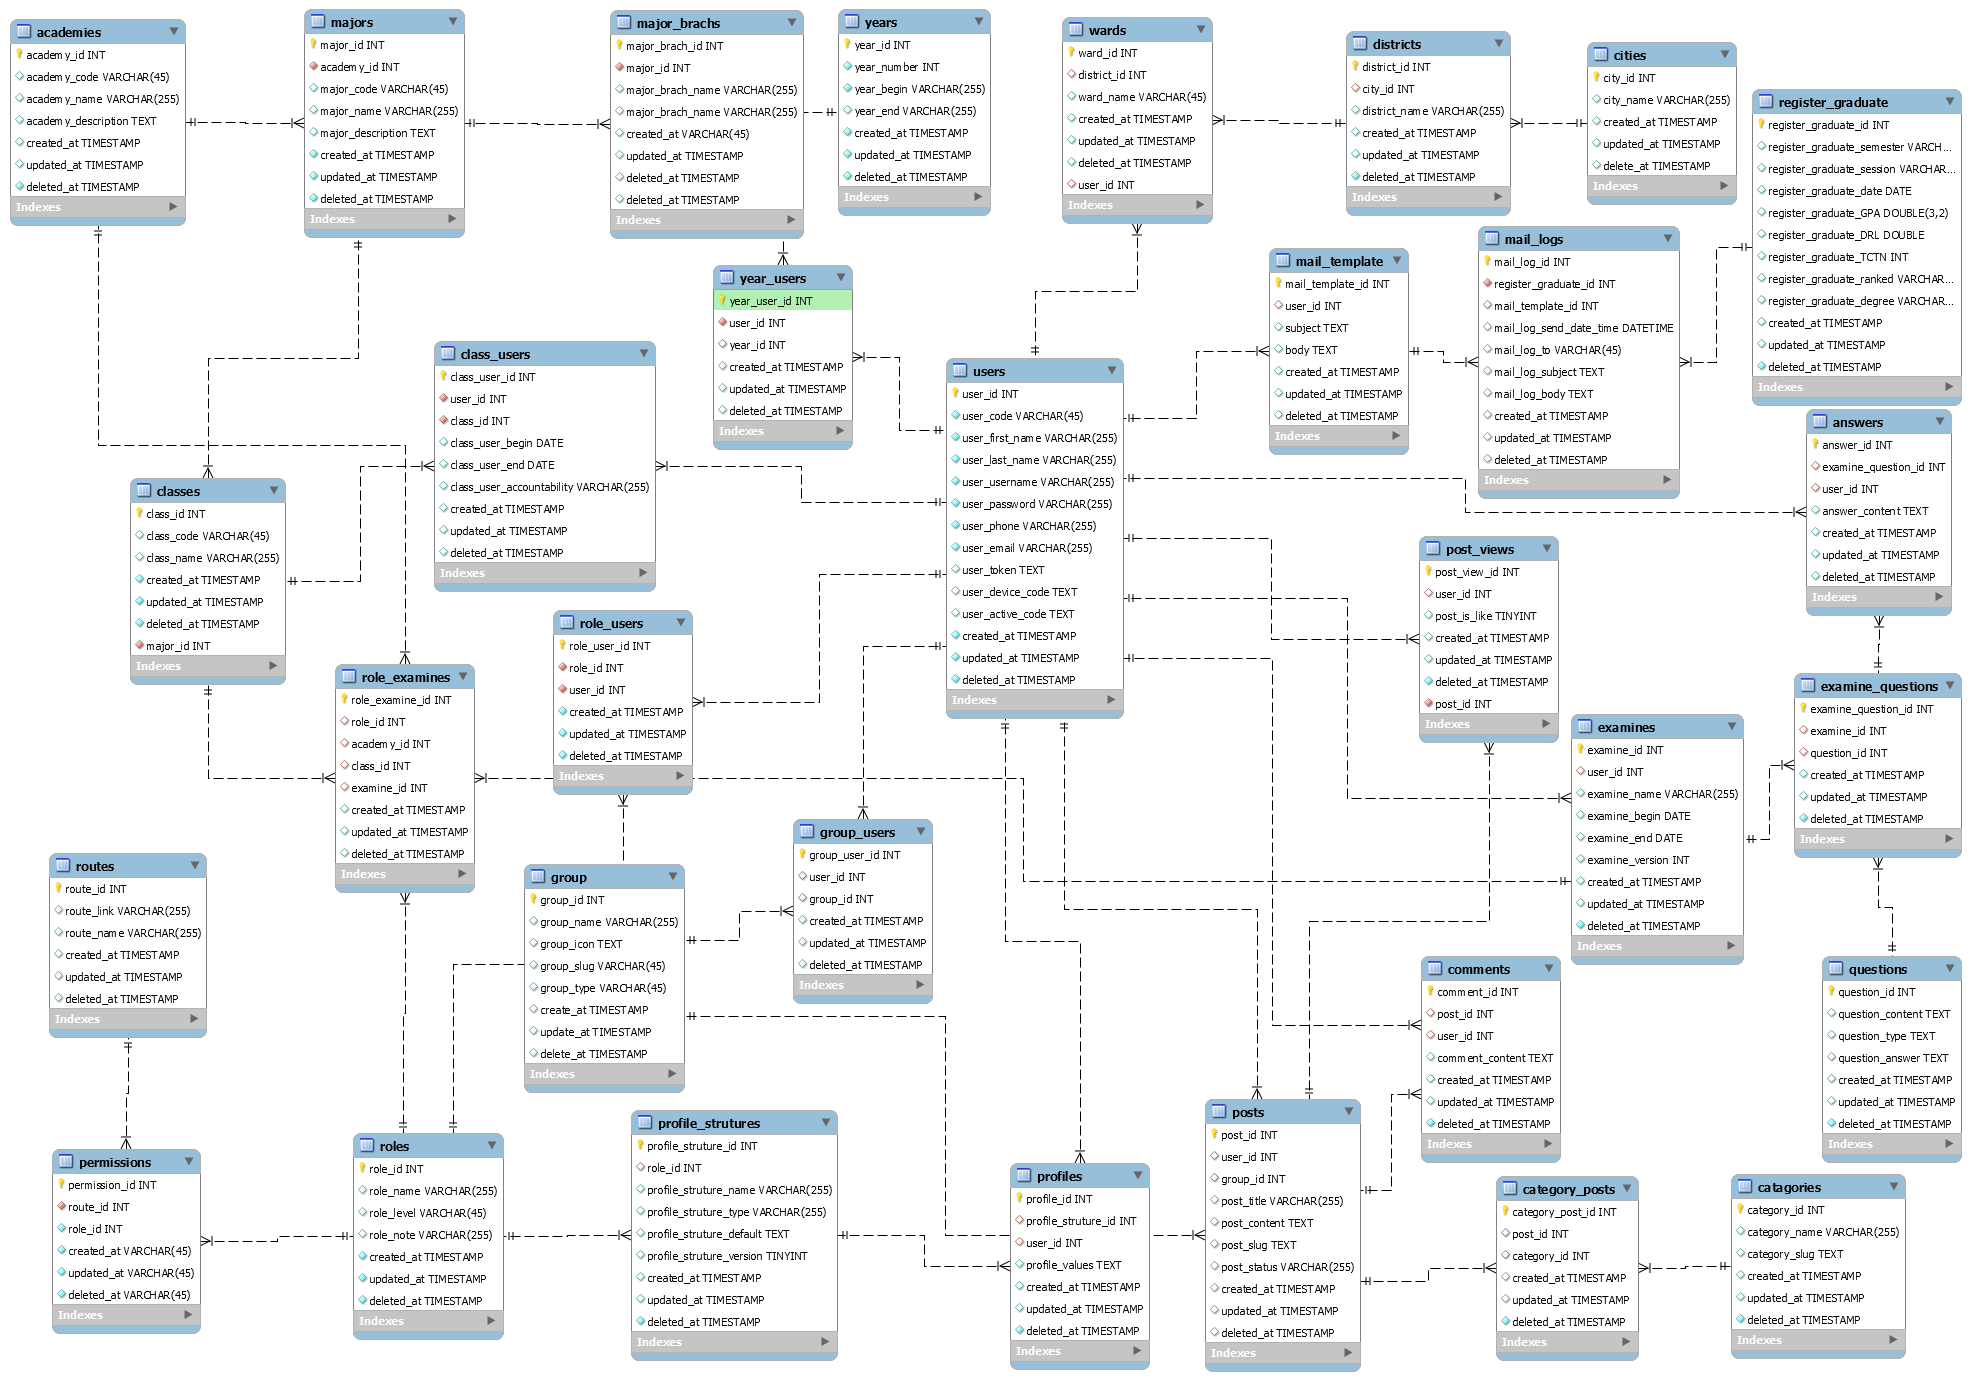 academies
academy_id INT
academy_code VARCHAR(45)
academy_name VARCHAR(255)
academy_description TEXT
created_at TIMESTAMP
updated_at TIMESTAMP
deleted_at TIMESTAMP
Indexes
majors
major_id INT
academy_id INT
major_code VARCHAR(45)
major_name VARCHAR(255)
major_description TEXT
created_at TIMESTAMP
updated_at TIMESTAMP
deleted_at TIMESTAMP
Indexes
major_brachs
major_brach_id INT
major_id INT
major_brach_name VARCHAR(255)
major_brach_name VARCHAR(255)
created_at VARCHAR(45)
updated_at TIMESTAMP
deleted_at TIMESTAMP
deleted_at TIMESTAMP
Indexes
years
year_id INT
year_number INT
year_begin VARCHAR(255)
year_end VARCHAR(255)
created_at TIMESTAMP
updated_at TIMESTAMP
deleted_at TIMESTAMP
Indexes
wards
ward_id INT
district_id INT
ward_name VARCHAR(45)
created_at TIMESTAMP
updated_at TIMESTAMP
deleted_at TIMESTAMP
user_id INT
Indexes
districts
district_id INT
city_id INT
district_name VARCHAR(255)
created_at TIMESTAMP
updated_at TIMESTAMP
deleted_at TIMESTAMP
Indexes
cities
city_id INT
city_name VARCHAR(255)
created_at TIMESTAMP
updated_at TIMESTAMP
delete_at TIMESTAMP
Indexes
register_graduate
register_graduate_id INT
register_graduate_semester VARCH...
register_graduate_session VARCHAR...
register_graduate_date DATE
register_graduate_GPA DOUBLE(3,2)
register_graduate_DRL DOUBLE
register_graduate_TCTN INT
register_graduate_ranked VARCHAR...
register_graduate_degree VARCHAR...
created_at TIMESTAMP
updated_at TIMESTAMP
deleted_at TIMESTAMP
Indexes
year_users
year_user_id INT
user_id INT
year_id INT
created_at TIMESTAMP
updated_at TIMESTAMP
deleted_at TIMESTAMP
Indexes
mail_template
mail_template_id INT
user_id INT
subject TEXT
body TEXT
created_at TIMESTAMP
updated_at TIMESTAMP
deleted_at TIMESTAMP
Indexes
mail_logs
mail_log_id INT
register_graduate_id INT
mail_template_id INT
mail_log_send_date_time DATETIME
mail_log_to VARCHAR(45)
mail_log_subject TEXT
mail_log_body TEXT
created_at TIMESTAMP
updated_at TIMESTAMP
deleted_at TIMESTAMP
Indexes
class_users
class_user_id INT
user_id INT
class_id INT
class_user_begin DATE
class_user_end DATE
class_user_accountability VARCHAR(255)
created_at TIMESTAMP
updated_at TIMESTAMP
deleted_at TIMESTAMP
Indexes
users
user_id INT
user_code VARCHAR(45)
user_first_name VARCHAR(255)
user_last_name VARCHAR(255)
user_username VARCHAR(255)
user_password VARCHAR(255)
user_phone VARCHAR(255)
user_email VARCHAR(255)
user_token TEXT
user_device_code TEXT
user_active_code TEXT
created_at TIMESTAMP
updated_at TIMESTAMP
deleted_at TIMESTAMP
Indexes
answers
answer_id INT
examine_question_id INT
user_id INT
answer_content TEXT
created_at TIMESTAMP
updated_at TIMESTAMP
deleted_at TIMESTAMP
Indexes
classes
class_id INT
class_code VARCHAR(45)
class_name VARCHAR(255)
created_at TIMESTAMP
updated_at TIMESTAMP
deleted_at TIMESTAMP
major_id INT
Indexes
post_views
post_view_id INT
user_id INT
post_is_like TINYINT
created_at TIMESTAMP
updated_at TIMESTAMP
deleted_at TIMESTAMP
post_id INT
Indexes
role_users
role_user_id INT
role_id INT
user_id INT
created_at TIMESTAMP
updated_at TIMESTAMP
deleted_at TIMESTAMP
Indexes
role_examines
role_examine_id INT
role_id INT
academy_id INT
class_id INT
examine_id INT
created_at TIMESTAMP
updated_at TIMESTAMP
deleted_at TIMESTAMP
Indexes
examine_questions
examine_question_id INT
examine_id INT
question_id INT
created_at TIMESTAMP
updated_at TIMESTAMP
deleted_at TIMESTAMP
Indexes
examines
examine_id INT
user_id INT
examine_name VARCHAR(255)
examine_begin DATE
examine_end DATE
examine_version INT
created_at TIMESTAMP
updated_at TIMESTAMP
deleted_at TIMESTAMP
Indexes
group_users
group_user_id INT
user_id INT
group_id INT
created_at TIMESTAMP
updated_at TIMESTAMP
deleted_at TIMESTAMP
Indexes
routes
route_id INT
route_link VARCHAR(255)
route_name VARCHAR(255)
created_at TIMESTAMP
updated_at TIMESTAMP
deleted_at TIMESTAMP
Indexes
group
group_id INT
group_name VARCHAR(255)
group_icon TEXT
group_slug VARCHAR(45)
group_type VARCHAR(45)
create_at TIMESTAMP
update_at TIMESTAMP
delete_at TIMESTAMP
Indexes
comments
comment_id INT
post_id INT
user_id INT
comment_content TEXT
created_at TIMESTAMP
updated_at TIMESTAMP
deleted_at TIMESTAMP
Indexes
questions
question_id INT
question_content TEXT
question_type TEXT
question_answer TEXT
created_at TIMESTAMP
updated_at TIMESTAMP
deleted_at TIMESTAMP
Indexes
permissions
permission_id INT
route_id INT
role_id INT
created_at VARCHAR(45)
updated_at VARCHAR(45)
deleted_at VARCHAR(45)
Indexes
roles
role_id INT
role_name VARCHAR(255)
role_level VARCHAR(45)
role_note VARCHAR(255)
created_at TIMESTAMP
updated_at TIMESTAMP
deleted_at TIMESTAMP
Indexes
profile_strutures
profile_struture_id INT
role_id INT
profile_struture_name VARCHAR(255)
profile_struture_type VARCHAR(255)
profile_struture_default TEXT
profile_struture_version TINYINT
created_at TIMESTAMP
updated_at TIMESTAMP
deleted_at TIMESTAMP
Indexes
profiles
profile_id INT
profile_struture_id INT
user_id INT
profile_values TEXT
created_at TIMESTAMP
updated_at TIMESTAMP
deleted_at TIMESTAMP
Indexes
posts
post_id INT
user_id INT
group_id INT
post_title VARCHAR(255)
post_content TEXT
post_slug TEXT
post_status VARCHAR(255)
created_at TIMESTAMP
updated_at TIMESTAMP
deleted_at TIMESTAMP
Indexes
category_posts
category_post_id INT
post_id INT
category_id INT
created_at TIMESTAMP
updated_at TIMESTAMP
deleted_at TIMESTAMP
Indexes
catagories
category_id INT
category_name VARCHAR(255)
category_slug TEXT
created_at TIMESTAMP
updated_at TIMESTAMP
deleted_at TIMESTAMP
Indexes